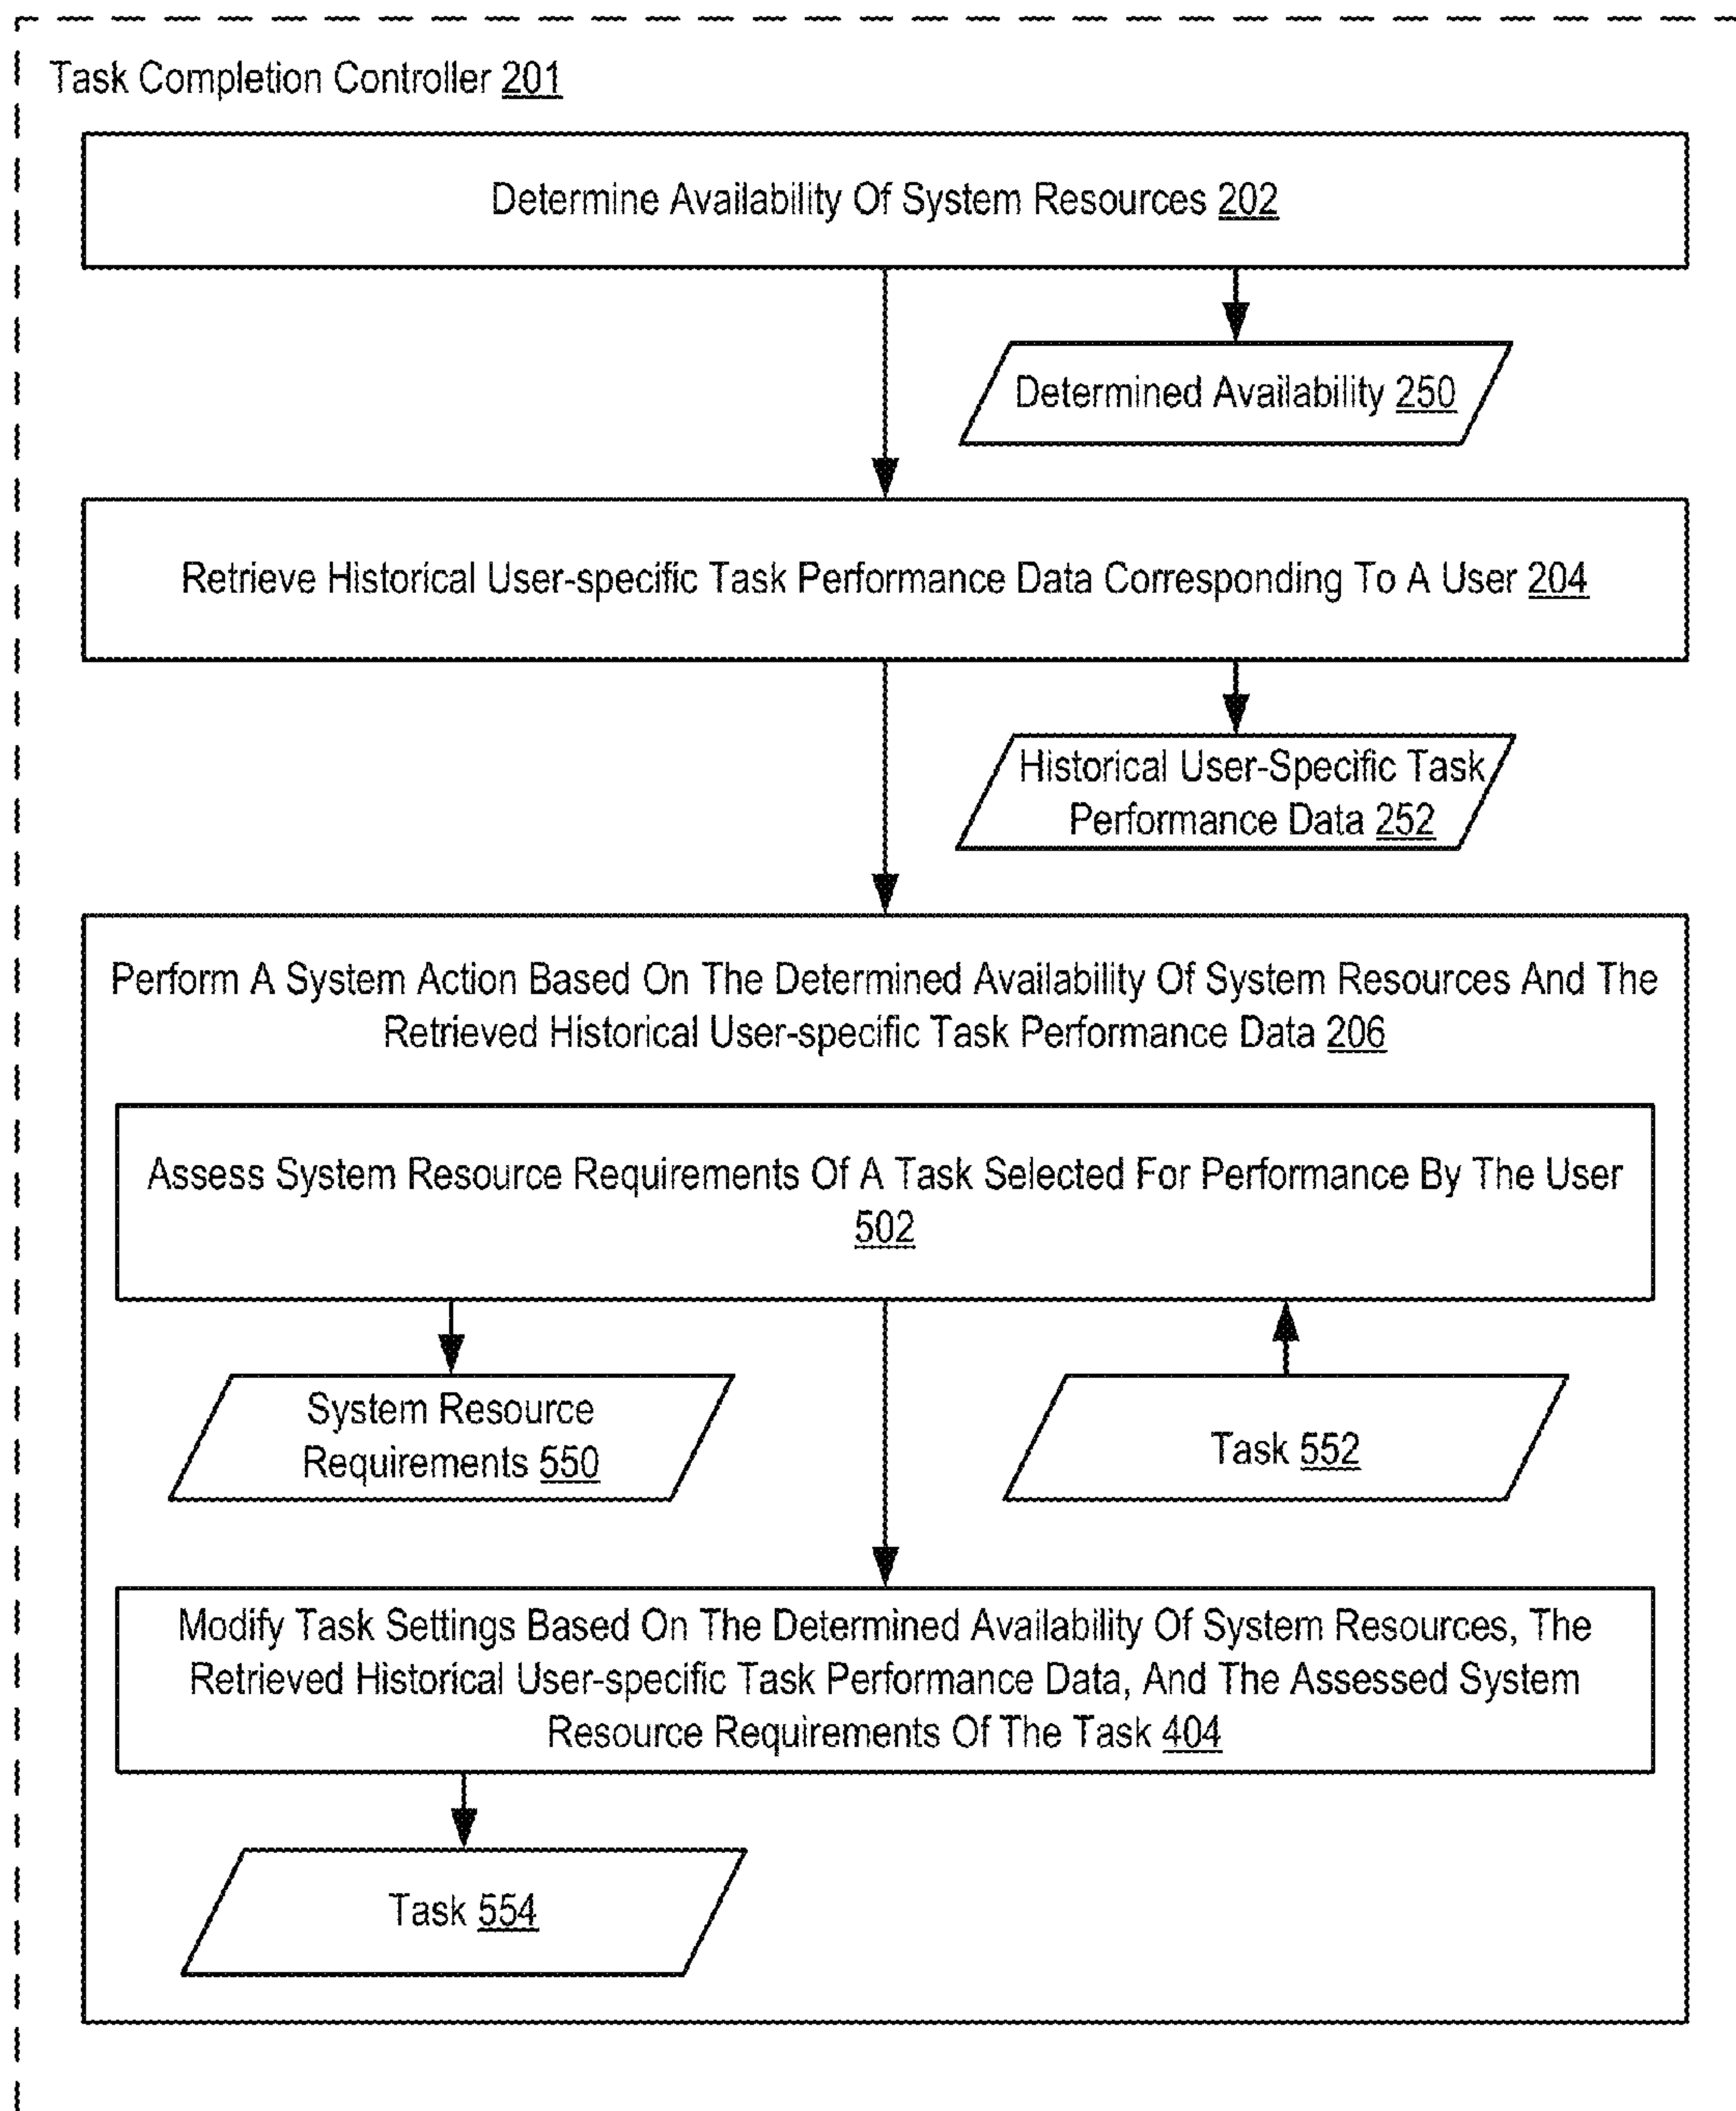 Task Completion Controller 201
Determine Availability Of System Resources 202
Determined Availability 250
Retrieve Historical User-specific Task Performance Data Corresponding To A User 204
Historical User-Specific Task
Performance Data 252
Perform A System Action Based On The Determined Availability Of System Resources And The
Retrieved Historical User-specific Task Performance Data 206
Assess System Resource Requirements Of A Task Selected For Performance By The User
502
System Resource
Requirements 550
Task 552
Modify Task Settings Based On The Determined Availability Of System Resources, The
Retrieved Historical User-specific Task Performance Data, And The Assessed System
Resource Requirements Of The Task 404
Task 554